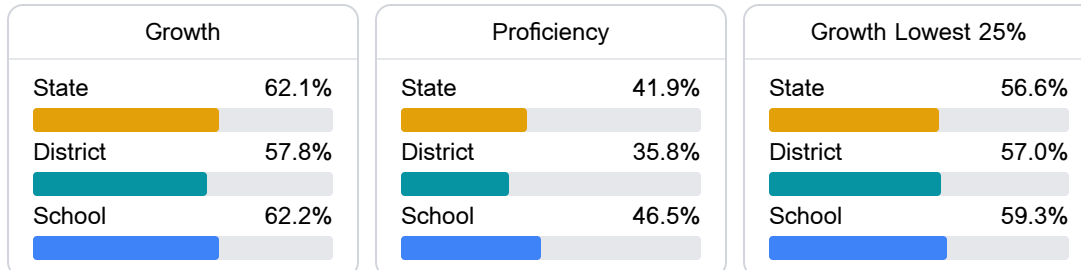 Growth
State 62.1%
District 57.8%
School 62.2%
Proficiency
State 41.9%
District 35.8%
School 46.5%
Growth Lowest 25%
State 56.6%
District 57.0%
School 59.3%